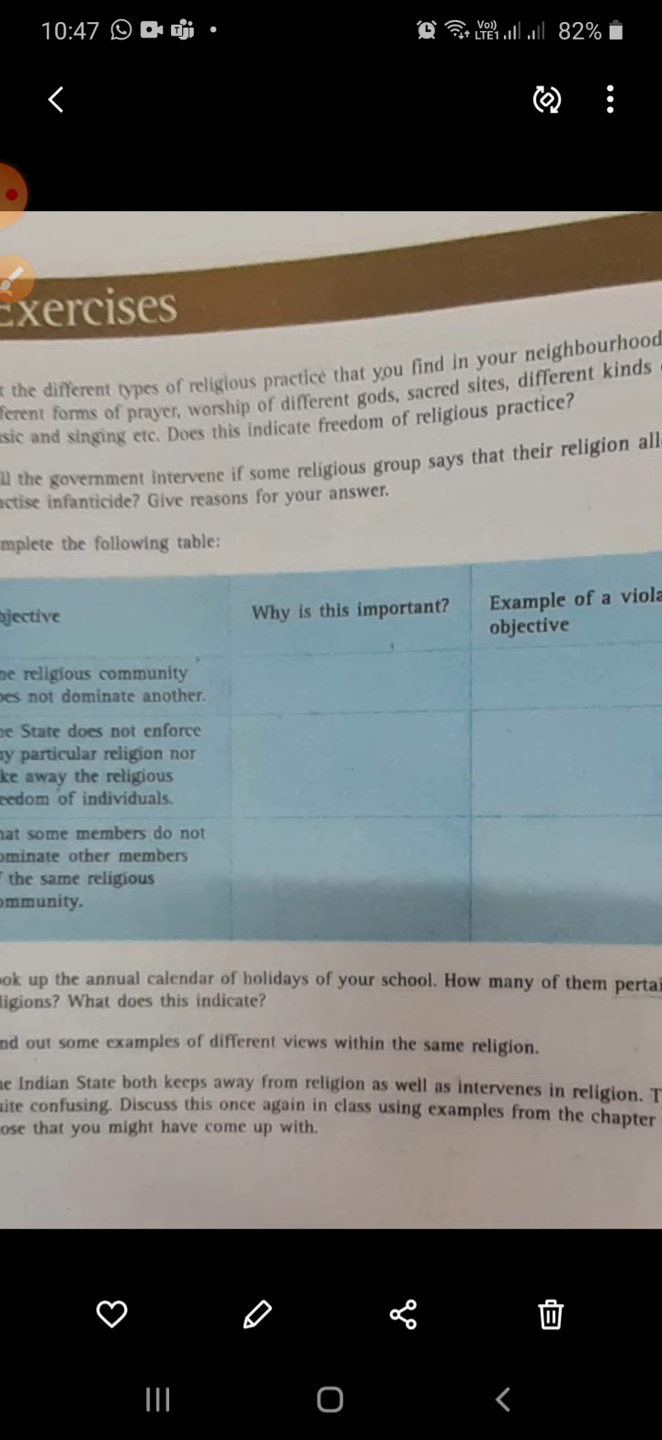 10:47
Vo))
LTE1
82%
Exercises
t the different types of religious practice that you find in your neighbourhood
ferent forms of prayer, worship of different gods, sacred sites, different kinds
sic and singing etc. Does this indicate freedom of religious practice?
ll the government intervene if some religious group says that their religion all
actise infanticide? Give reasons for your answer.
mplete the following table:
bjective
Why is this important?
Example of a viola
objective
ne religious community
oes not dominate another.
he State does not enforce
ny particular religion nor
ke away the religious
eedom of individuals.
hat some members do not
ominate other members
f the same religious
ommunity.
ook up the annual calendar of holidays of your school. How many of them pertai
ligions? What does this indicate?
nd out some examples of different views within the same religion.
he Indian State both keeps away from religion as well as intervenes in religion. T
uite confusing. Discuss this once again in class using examples from the chapter
ose that you might have come up with.